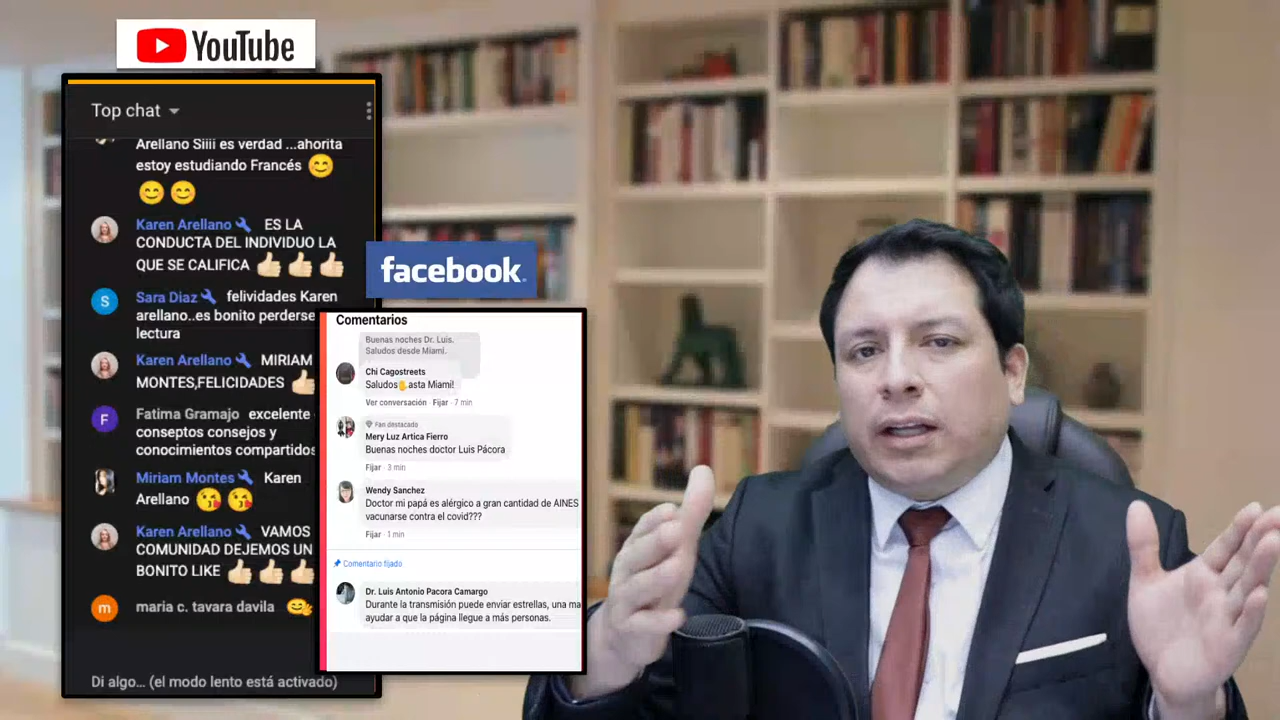 YouTube
Top chat
Arellano Siiii es verdad ...ahorita
estoy estudiando Francés
Karen Arellano ES LA
CONDUCTA DEL INDIVIDUO LA
QUE SE CALIFICA
Sara Diaz felividades Karen
arellano..es bonito perderse
lectura
Karen Arellano MIRIAM
MONTES,FELICIDADES
Fatima Gramajo excelente
conseptos consejos y
conocimientos compartidos
Miriam Montes Karen
Arellano
Karen Arellano VAMOS
COMUNIDAD DEJEMOS UN
BONITO LIKE
maria c. tavara davila
Di algo... (el modo lento está activado)
facebook
Comentarios
Buenas noches Dr. Luis.
Saludos desde Miami.
Chi Cagostreets
Saludos asta Miami!
Ver conversación · Fijar · 7 min
Fan destacado
Mery Luz Artica Fierro
Buenas noches doctor Luis Pácora
Fijar · 3 min
Wendy Sanchez
Doctor mi papá es alérgico a gran cantidad de AINES
vacunarse contra el covid???
Fijar · 1 min
Comentario fijado
Dr. Luis Antonio Pacora Camargo
Durante la transmisión puede enviar estrellas, una ma
ayudar a que la página llegue a más personas.